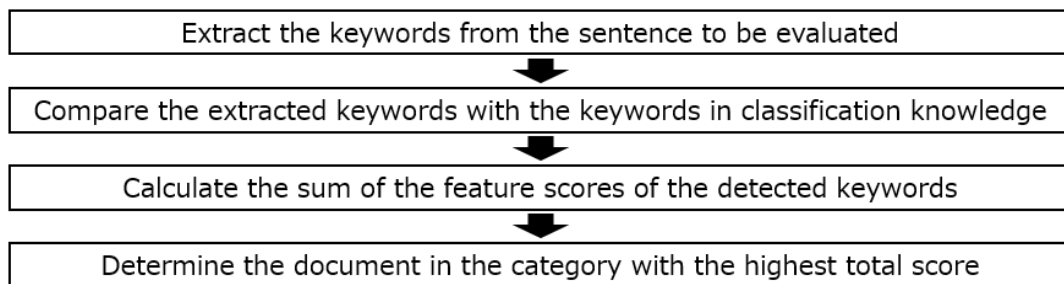 Extract the keywords from the sentence to be evaluated
Compare the extracted keywords with the keywords in classification knowledge
Calculate the sum of the feature scores of the detected keywords
Determine the document in the category with the highest total score